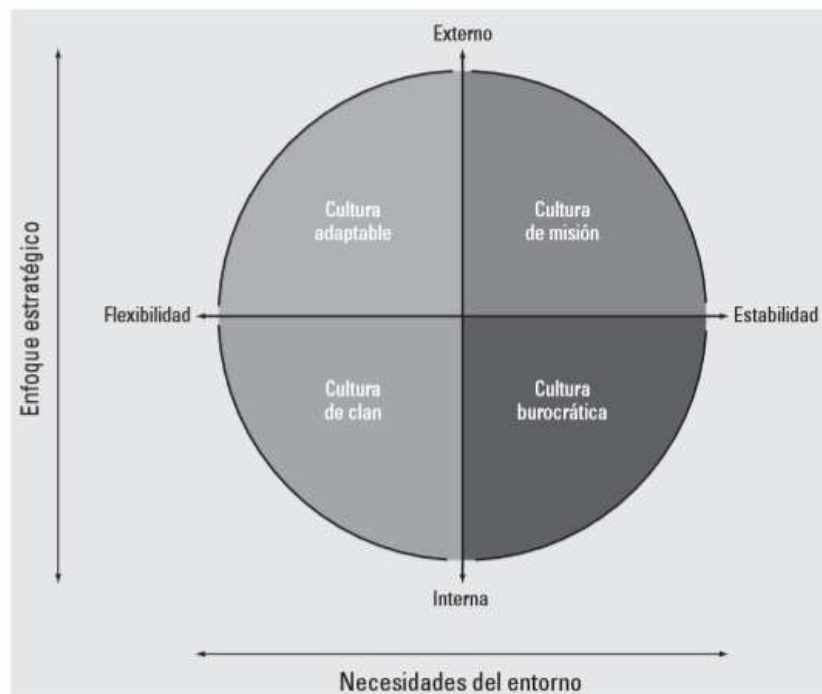 Externo
Cultura
adaptable
Cultura
de misión
Enfoque estratégico
Flexibilidad
Estabilidad
Cultura
de clan
Cultura
burocrática
Interna
Necesidades del entorno